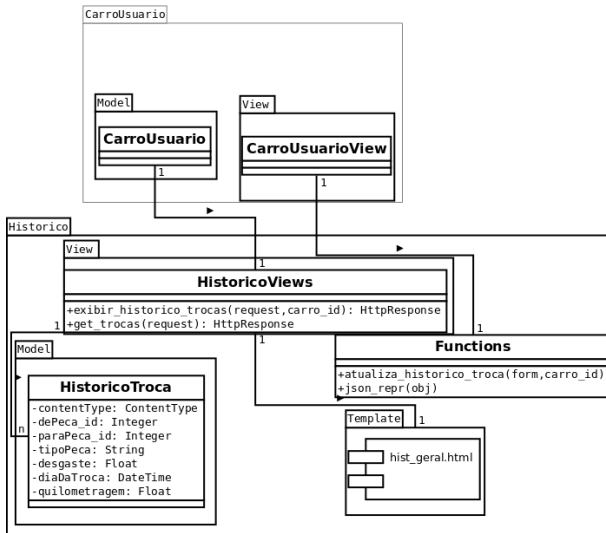 CarroUsuario
Model
View
CarroUsuario
CarroUsuarioView
1
1
Historico
View
1
1
HistoricoViews
+exibir_historico_trocas(request,carro_id): HttpResponse
+get_trocas(request): HttpResponse
1
1
Functions
+atualiza_historico_troca(form,carro_id)
+json_repr(obj)
Model
HistoricoTroca
-contentType: ContentType
-dePeca_id: Integer
-paraPeca_id: Integer
-tipoPeca: String
-desgaste: Float
-diaDaTroca: DateTime
-quilometragem: Float
n
Template
1
hist_geral.html